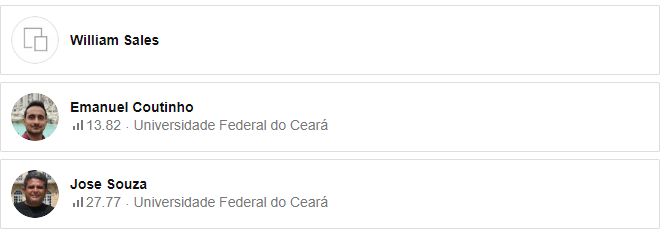 William Sales
Emanuel Coutinho
13.82 · Universidade Federal do Ceará
Jose Souza
27.77 · Universidade Federal do Ceará